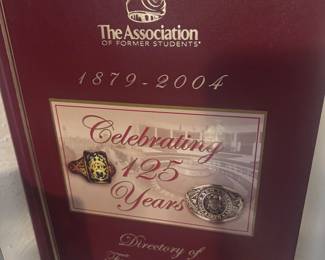 The Association
OF FORMER STUDENTS®
1879-2004
Celebrating
125
Years
Directory of